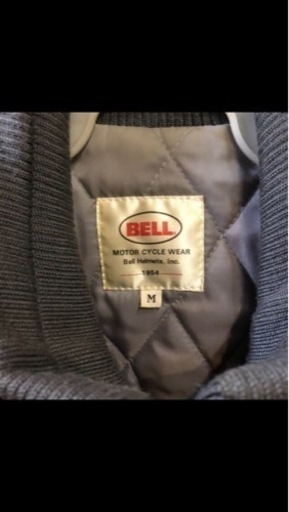 BELL
MOTOR CYCLE WEAR
Bell Helmets, Inc.
1954
M